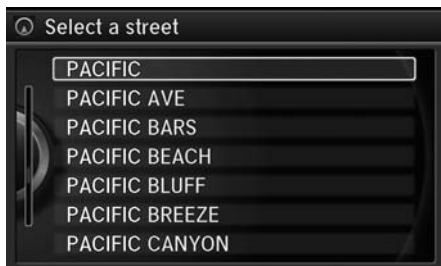 Select a street
PACIFIC
PACIFIC AVE
PACIFIC BARS
PACIFIC BEACH
PACIFIC BLUFF
PACIFIC BREEZE
PACIFIC CANYON